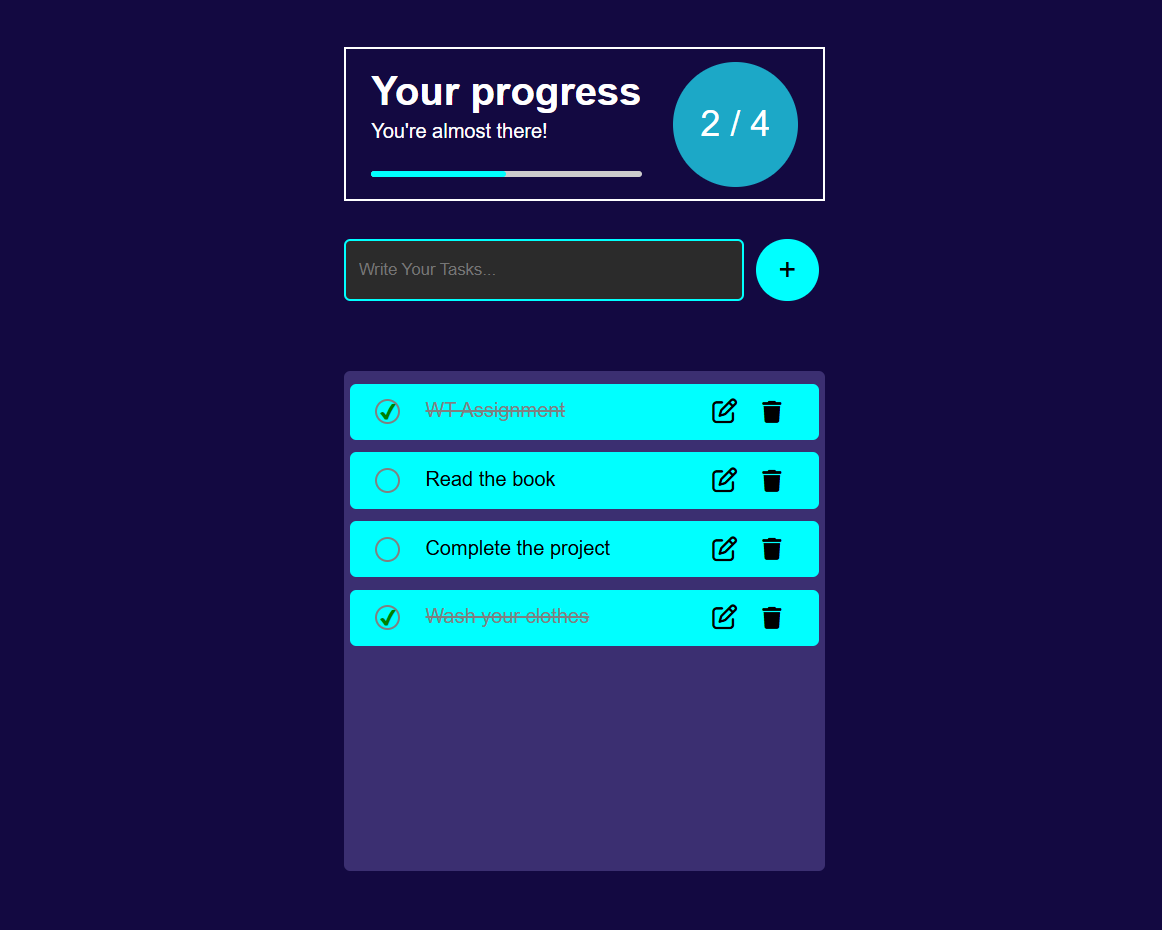 Your progress
You're almost there!
2 / 4
Write Your Tasks...
+
WT Assignment
Read the book
Complete the project
Wash your clothes